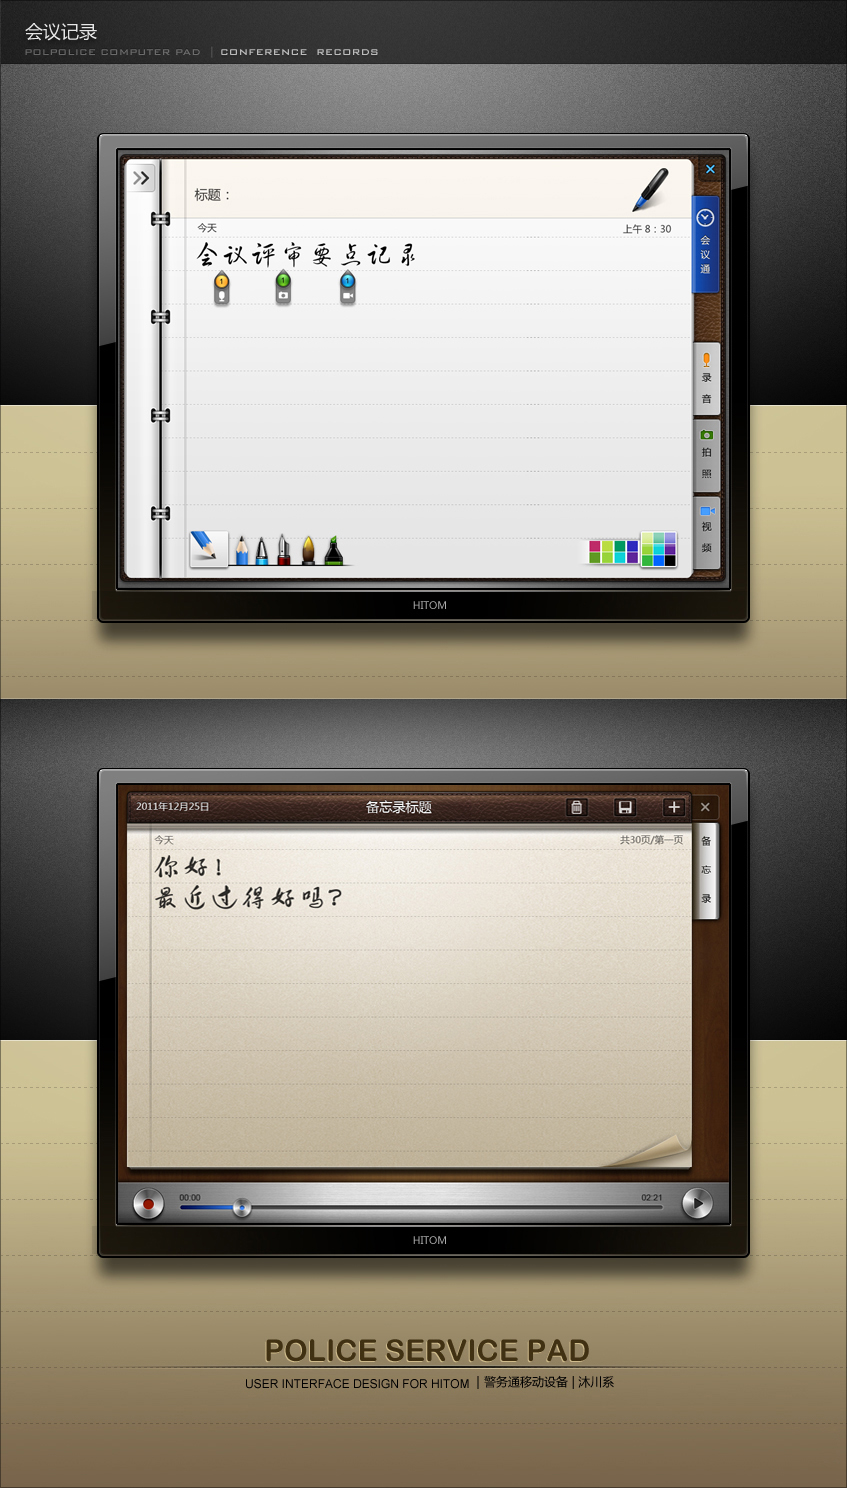 会议记录
POLPOLICE COMPUTER PAD | CONFERENCE RECORDS
标题：
今天
上午 8：30
会议评审要点记录
1 1 1
会议通
录音
拍照
视频
HITOM
2011年12月25日
备忘录标题
今天
共30页/第一页
备忘录
你好！
最近过得好吗？
00:00
02:21
HITOM
POLICE SERVICE PAD
USER INTERFACE DESIGN FOR HITOM | 警务通移动设备 | 沐川系